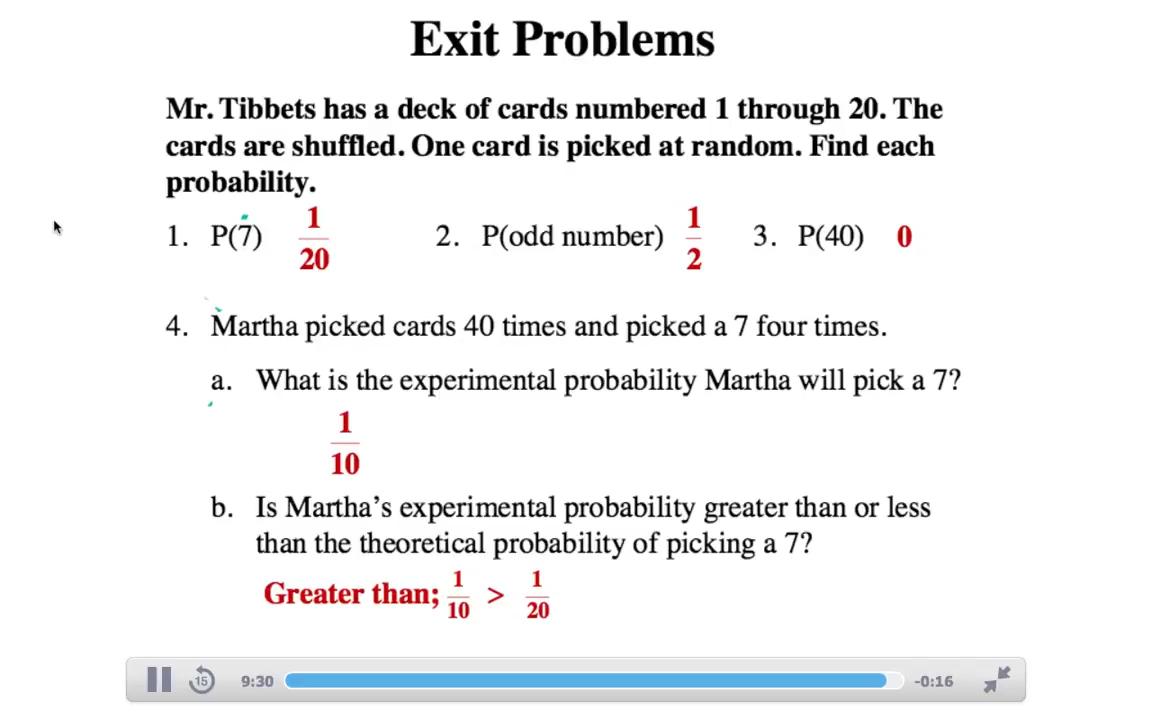 Exit Problems
Mr. Tibbets has a deck of cards numbered 1 through 20. The
cards are shuffled. One card is picked at random. Find each
probability.
1. P(7) 1/20 2. P(odd number) 1/2 3. P(40) 0
4. Martha picked cards 40 times and picked a 7 four times.
a. What is the experimental probability Martha will pick a 7?
1/10
b. Is Martha's experimental probability greater than or less
than the theoretical probability of picking a 7?
Greater than; 1/10 > 1/20
15 9:30 -0:16